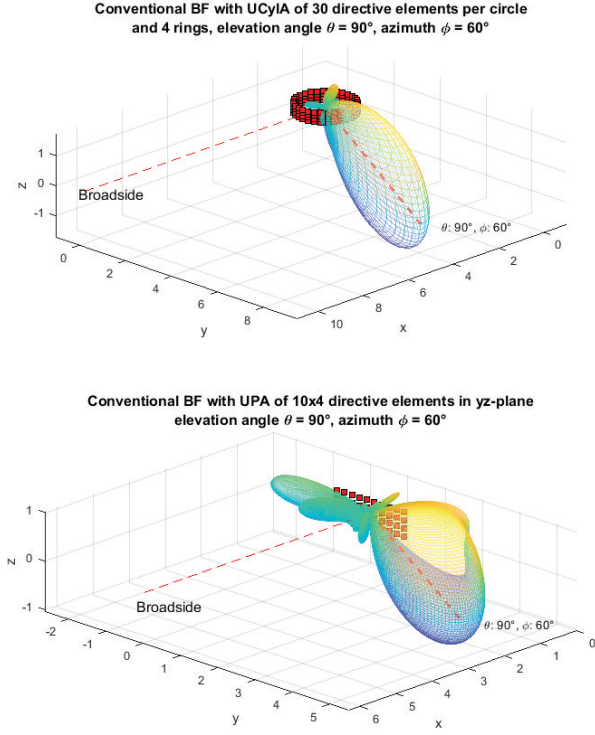 Conventional BF with UCylA of 30 directive elements per circle
and 4 rings, elevation angle θ = 90°, azimuth ϕ = 60°
1
0
-1
z
Broadside
θ: 90°, ϕ: 60°
0
2
4
6
8
y
10
8
6
4
2
0
x
Conventional BF with UPA of 10x4 directive elements in yz-plane
elevation angle θ = 90°, azimuth ϕ = 60°
1
0
-1
z
Broadside
θ: 90°, ϕ: 60°
-2
-1
0
1
2
3
4
5
y
6
5
4
3
2
1
0
x